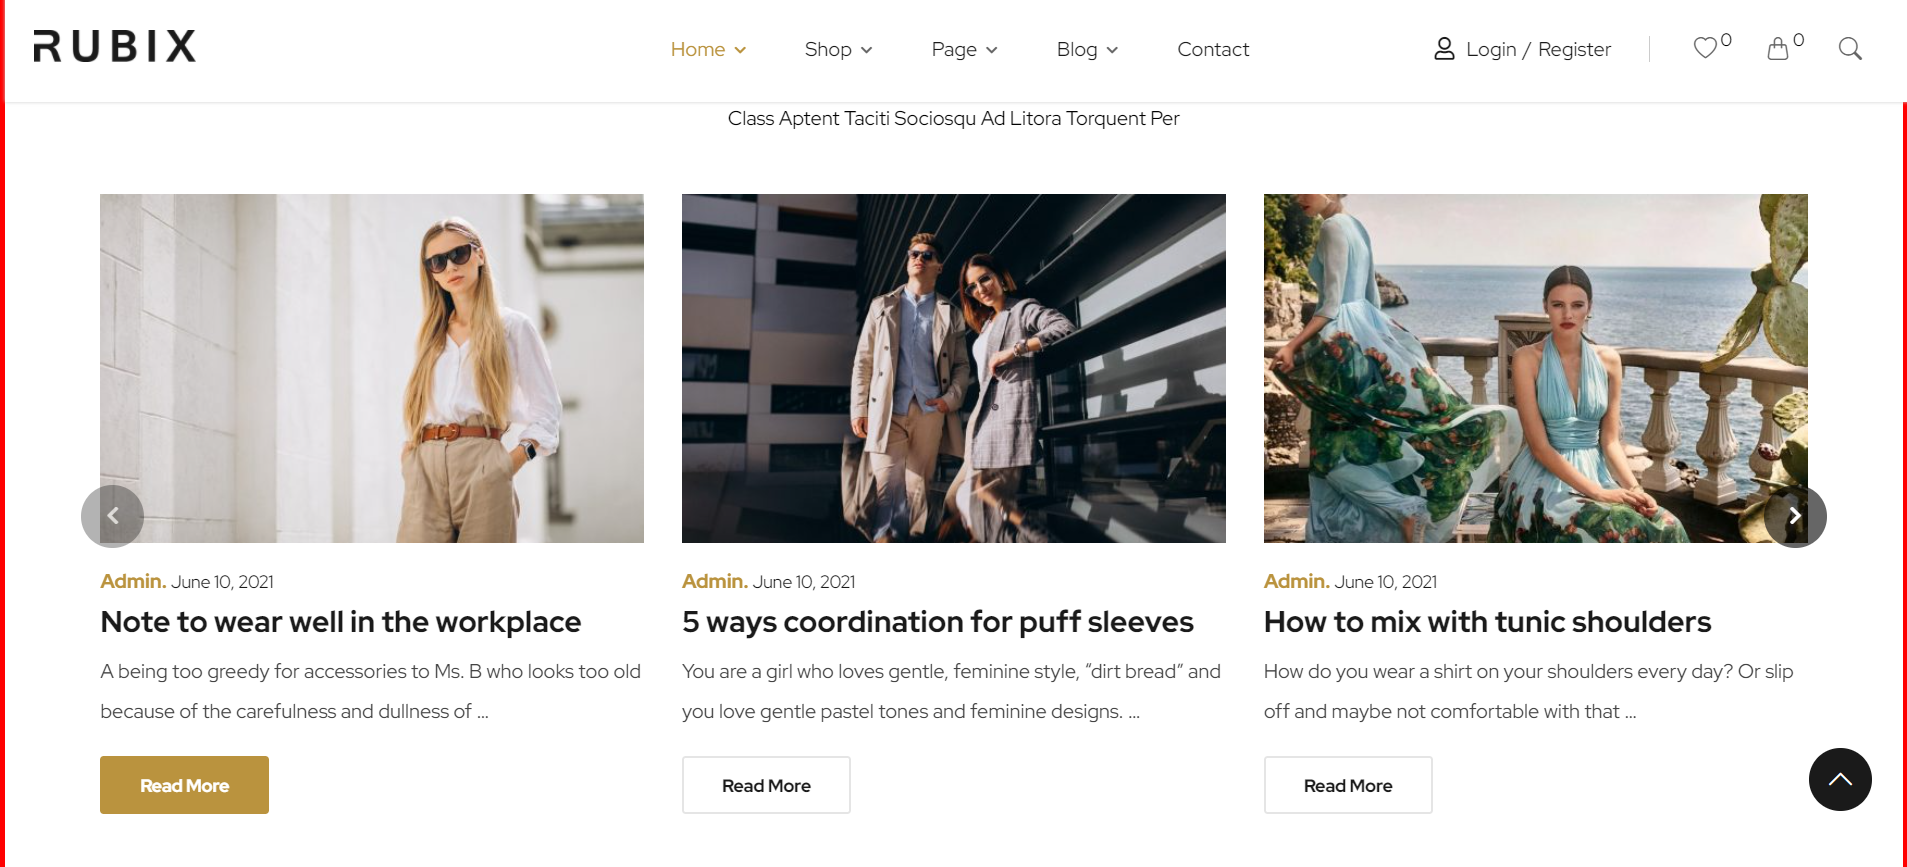 RUBIX
Home
Shop
Page
Blog
Contact
Login / Register
0
0
Class Aptent Taciti Sociosqu Ad Litora Torquent Per
Admin. June 10, 2021
Note to wear well in the workplace
A being too greedy for accessories to Ms. B who looks too old
because of the carefulness and dullness of ...
Read More
Admin. June 10, 2021
5 ways coordination for puff sleeves
You are a girl who loves gentle, feminine style, “dirt bread” and
you love gentle pastel tones and feminine designs. ...
Read More
Admin. June 10, 2021
How to mix with tunic shoulders
How do you wear a shirt on your shoulders every day? Or slip
off and maybe not comfortable with that ...
Read More